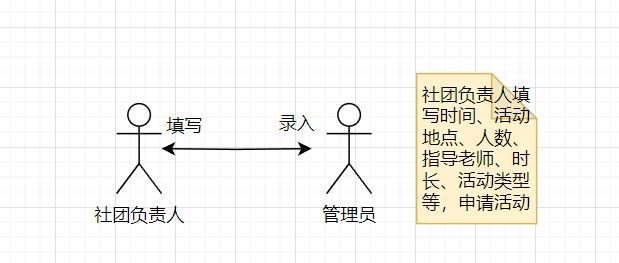 填写
录入
社团负责人
管理员
社团负责人填
写时间、活动
地点、人数、
指导老师、时
长、活动类型
等，申请活动